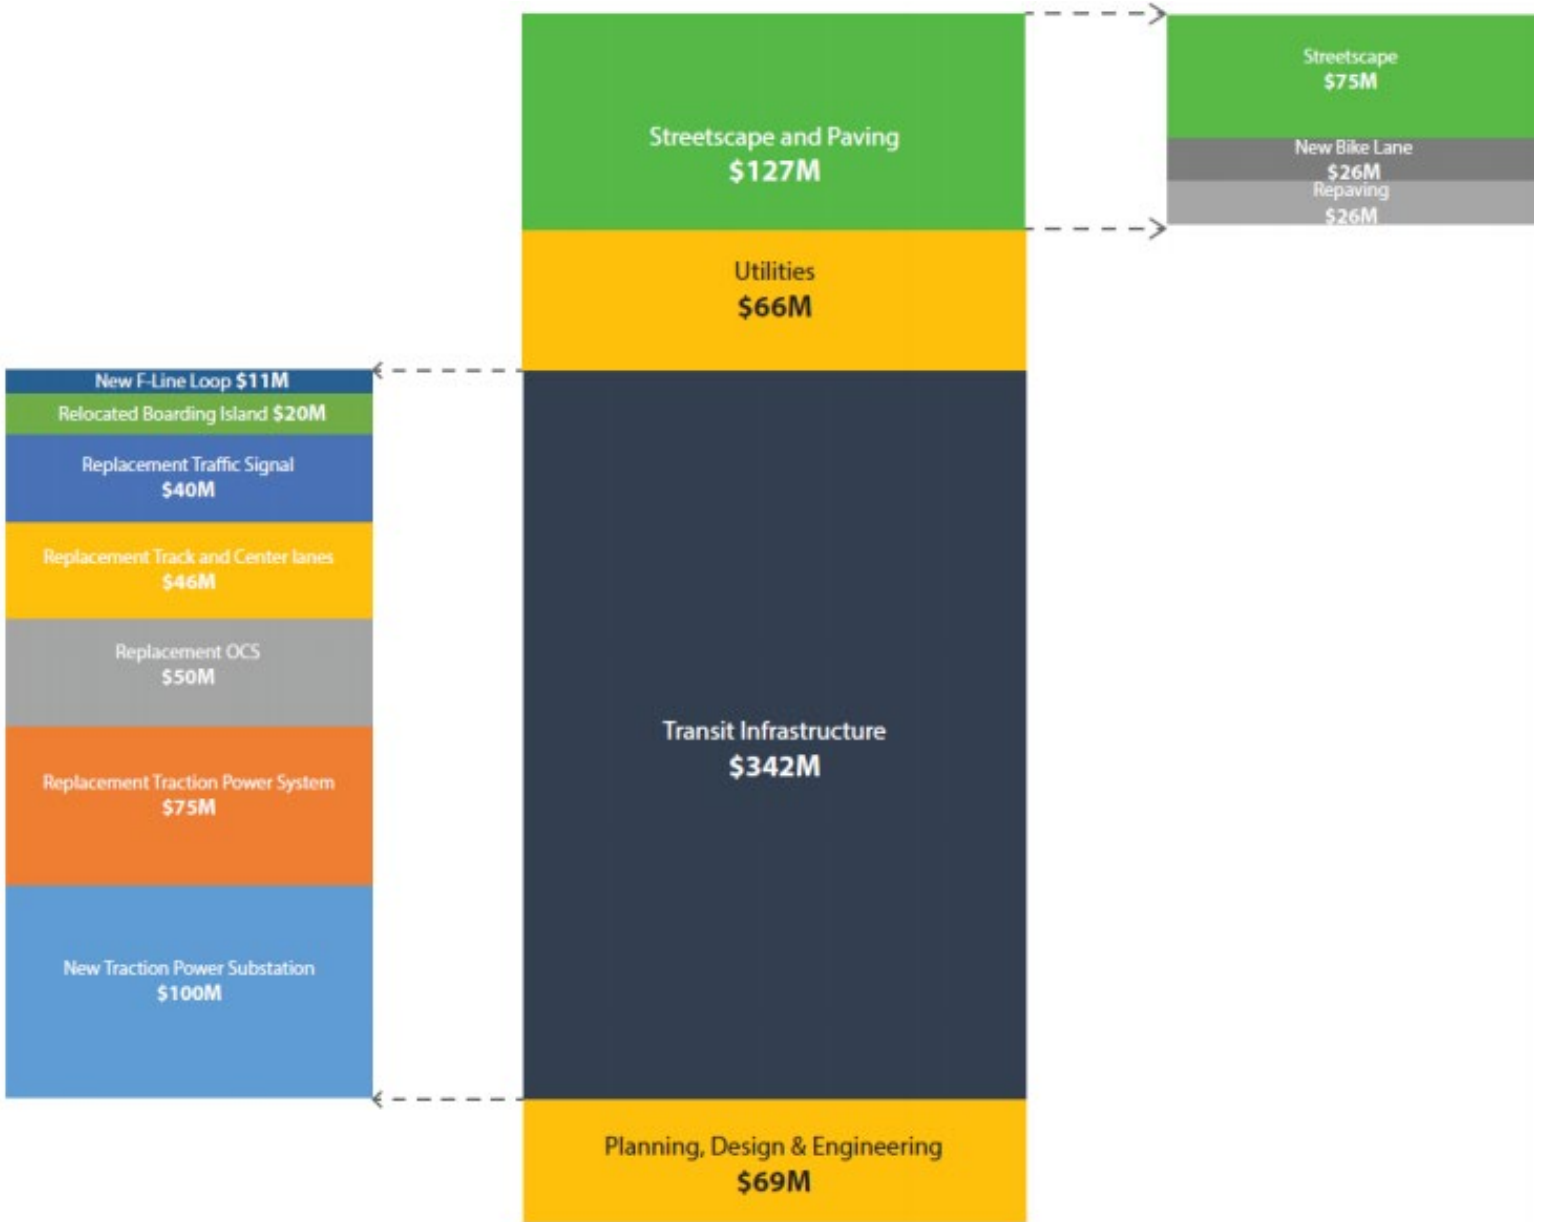 Streetscape and Paving
$127M
Utilities
$66M
Transit Infrastructure
$342M
Planning, Design & Engineering
$69M
Streetscape
$75M
New Bike Lane
$26M
Repaving
$26M
New F-Line Loop $11M
Relocated Boarding Island $20M
Replacement Traffic Signal
$40M
Replacement Track and Center lanes
$46M
Replacement OCS
$50M
Replacement Traction Power System
$75M
New Traction Power Substation
$100M